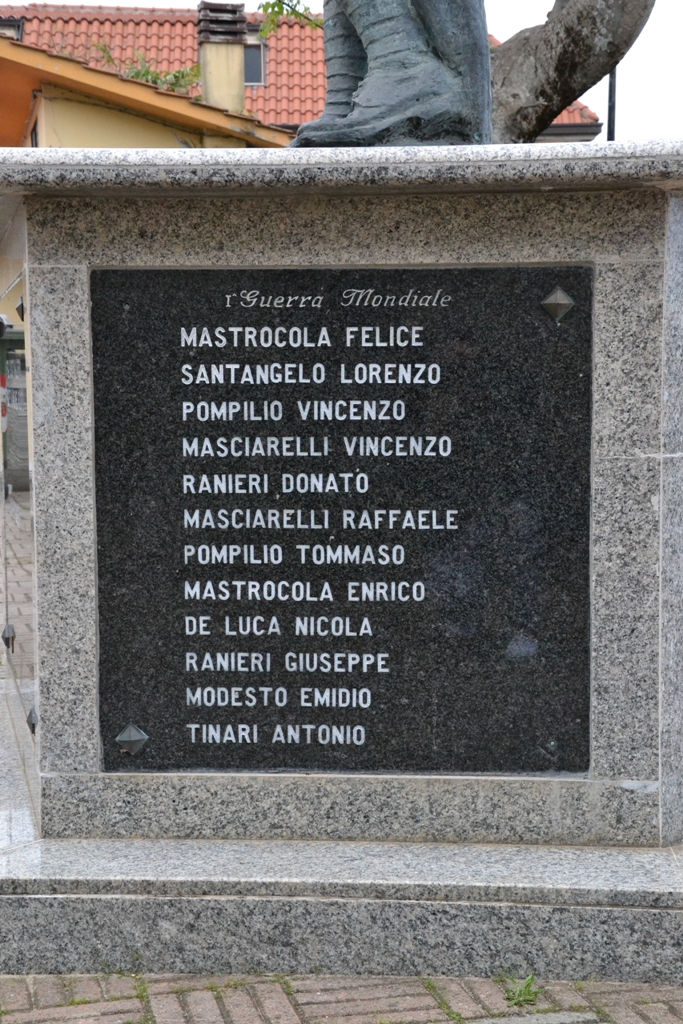 1ª Guerra Mondiale
MASTROCOLA FELICE
SANTANGELO LORENZO
POMPILIO VINCENZO
MASCIARELLI VINCENZO
RANIERI DONATO
MASCIARELLI RAFFAELE
POMPILIO TOMMASO
MASTROCOLA ENRICO
DE LUCA NICOLA
RANIERI GIUSEPPE
MODESTO EMIDIO
TINARI ANTONIO